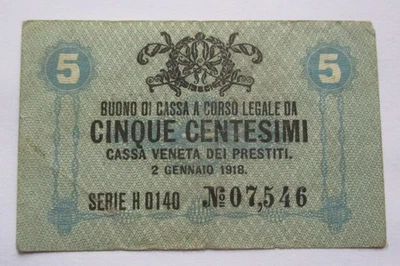 5 5
BUONO DI CASSA A CORSO LEGALE DA
CINQUE CENTESIMI
CASSA VENETA DEI PRESTITI.
2 GENNAIO 1918.
SERIE H 0140 No 07,546